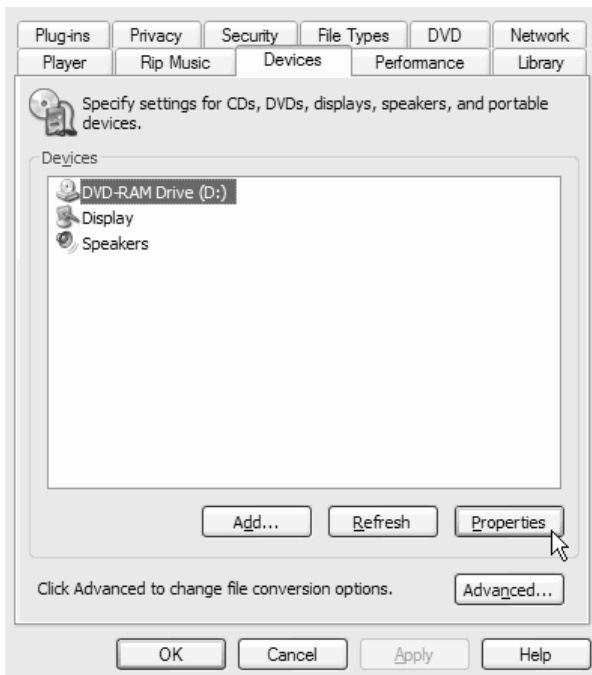 Plug-ins Privacy Security File Types DVD Network
Player Rip Music Devices Performance Library
Specify settings for CDs, DVDs, displays, speakers, and portable
devices.
Devices
DVD-RAM Drive (D:)
Display
Speakers
Add... Refresh Properties
Click Advanced to change file conversion options. Advanced...
OK Cancel Apply Help